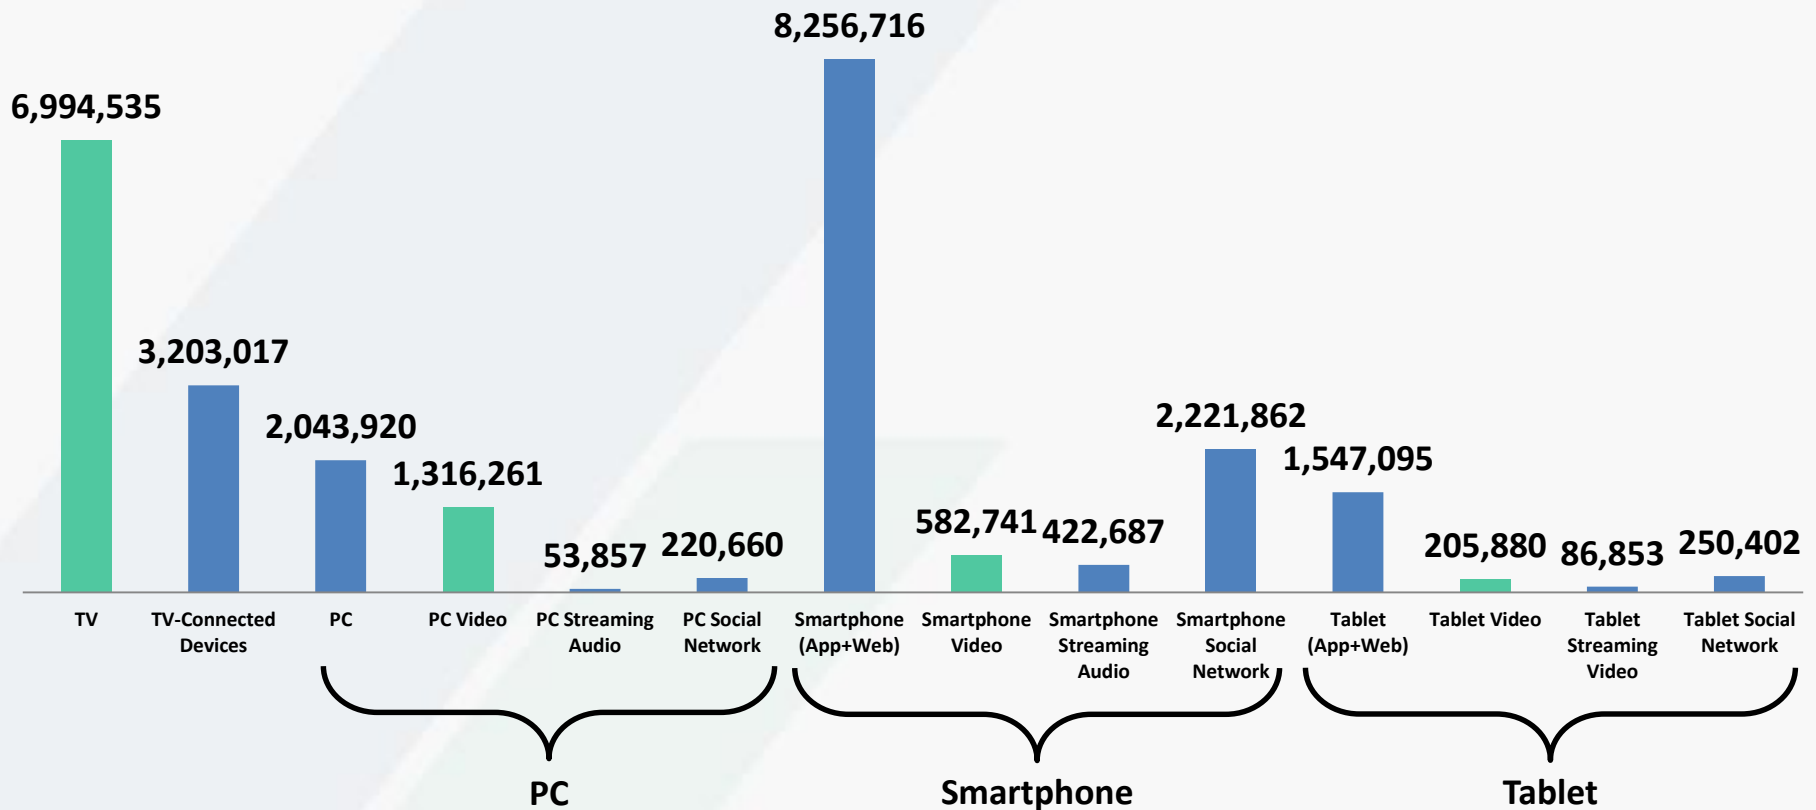 8,256,716
6,994,535
3,203,017
2,043,920
1,316,261
53,857
220,660
582,741
422,687
2,221,862
1,547,095
205,880
86,853
250,402
TV
TV-Connected
Devices
PC
PC Video
PC Streaming
Audio
PC Social
Network
Smartphone
(App+Web)
Smartphone
Video
Smartphone
Streaming
Audio
Smartphone
Social
Network
Tablet
(App+Web)
Tablet Video
Tablet
Streaming
Video
Tablet Social
Network
PC
Smartphone
Tablet